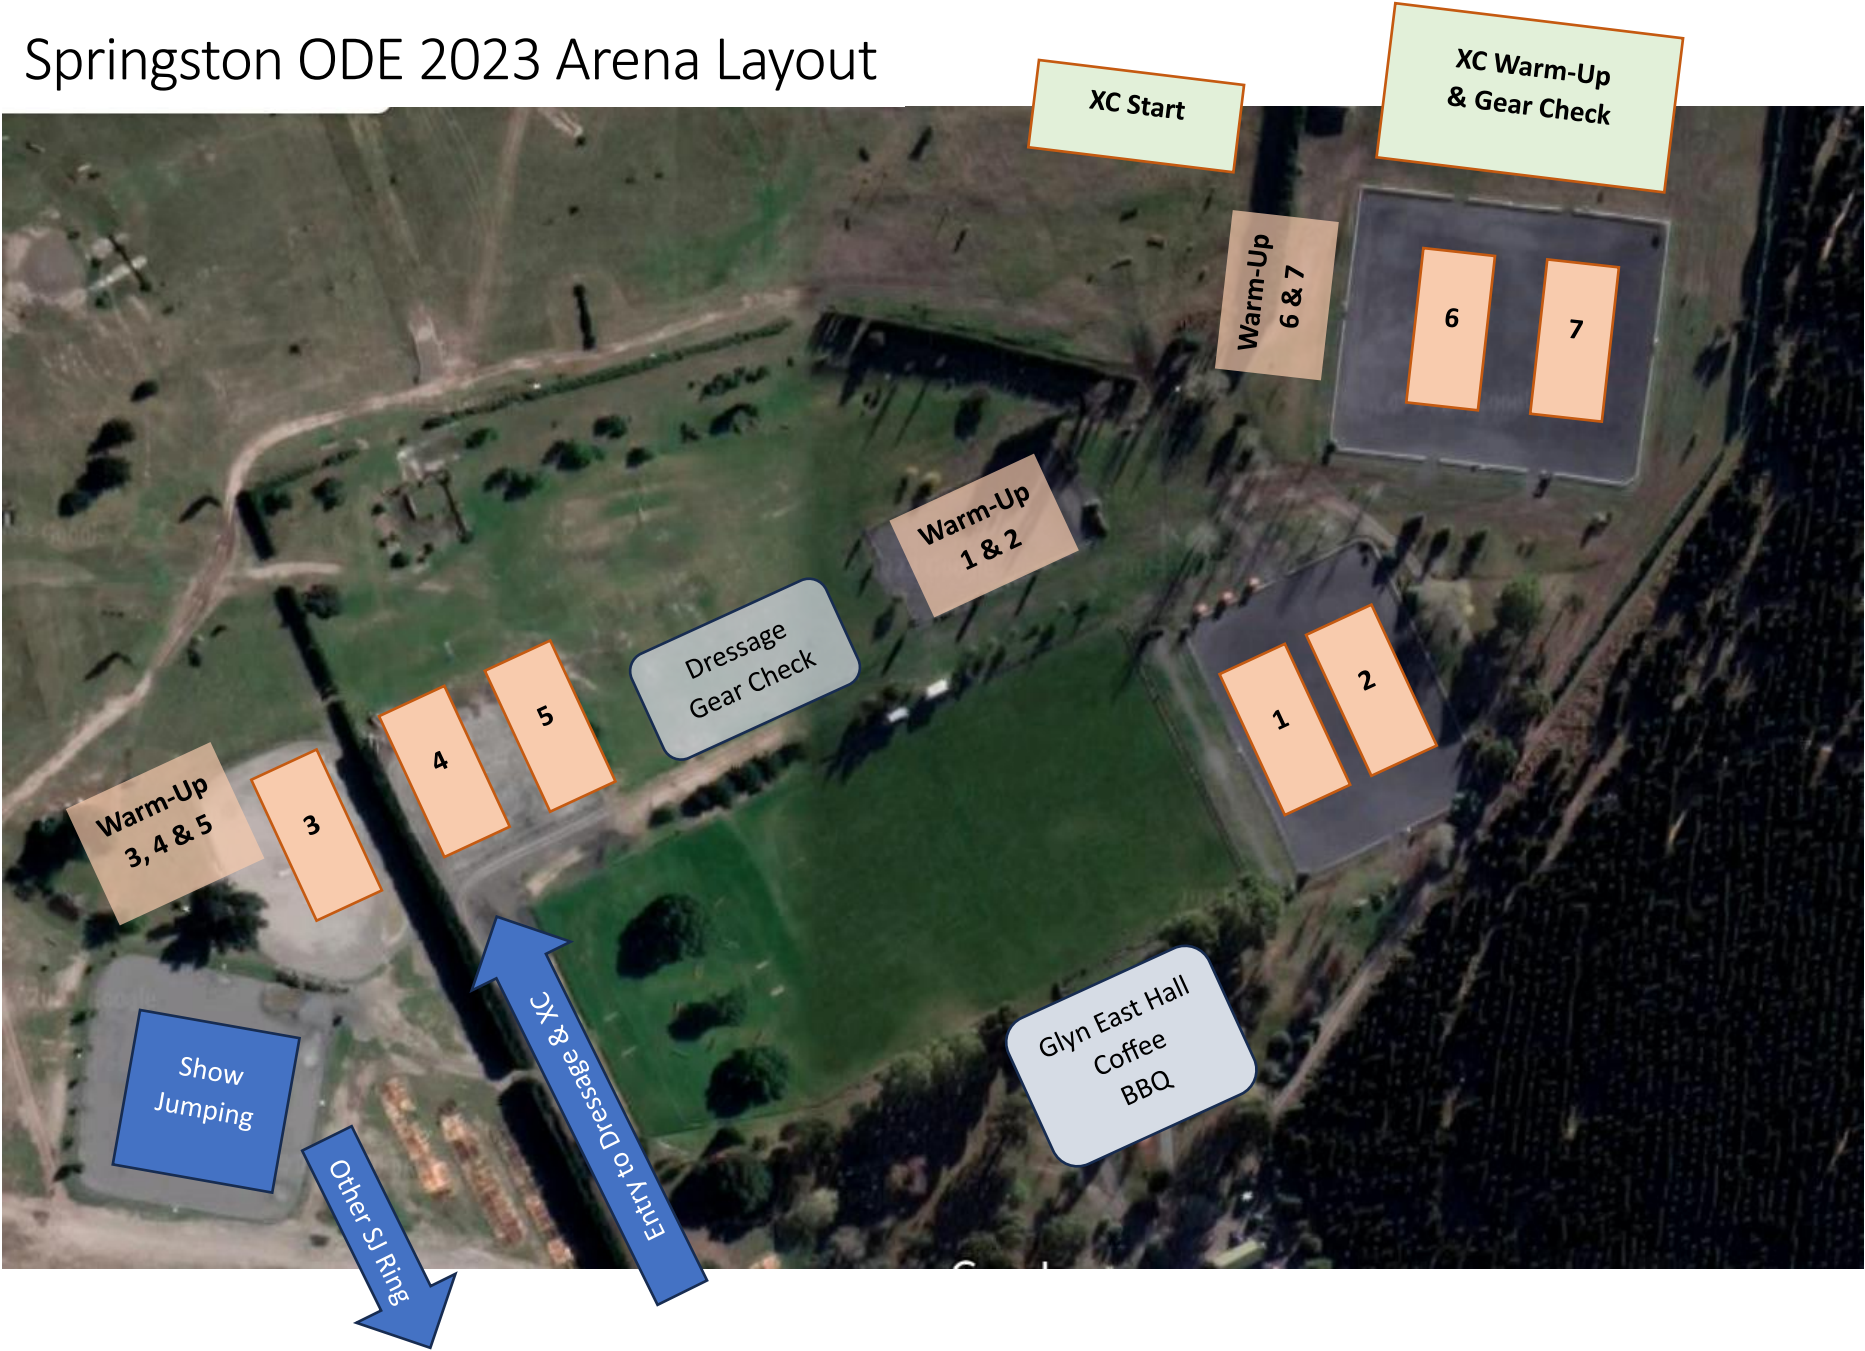 Springston ODE 2023 Arena Layout
XC Start
XC Warm-Up
& Gear Check
Warm-Up
6 & 7
6
7
Warm-Up
1 & 2
Dressage
Gear Check
1
2
5
4
3
Warm-Up
3, 4 & 5
Show
Jumping
Other SJ Ring
Entry to Dressage & XC
Glyn East Hall
Coffee
BBQ